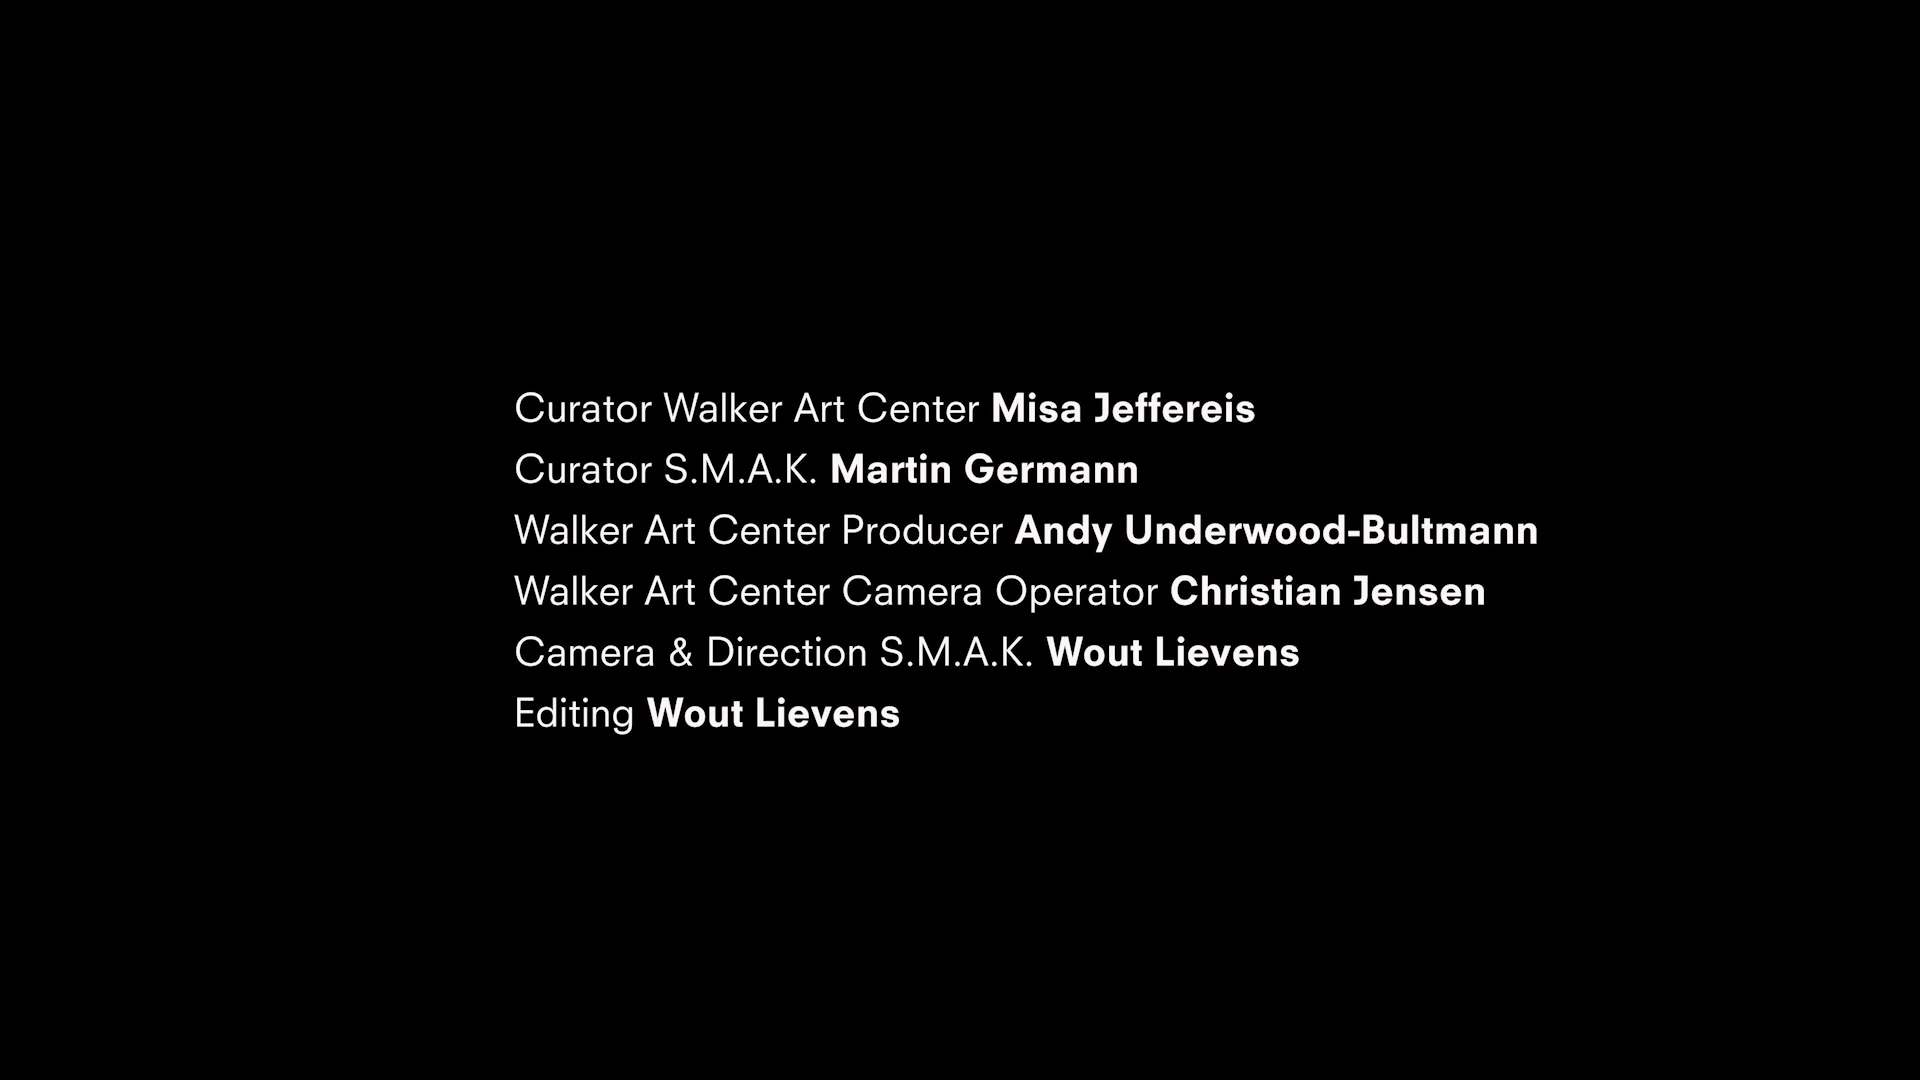 Curator Walker Art Center Misa Jeffereis
Curator S.M.A.K. Martin Germann
Walker Art Center Producer Andy Underwood-Bultmann
Walker Art Center Camera Operator Christian Jensen
Camera & Direction S.M.A.K. Wout Lievens
Editing Wout Lievens